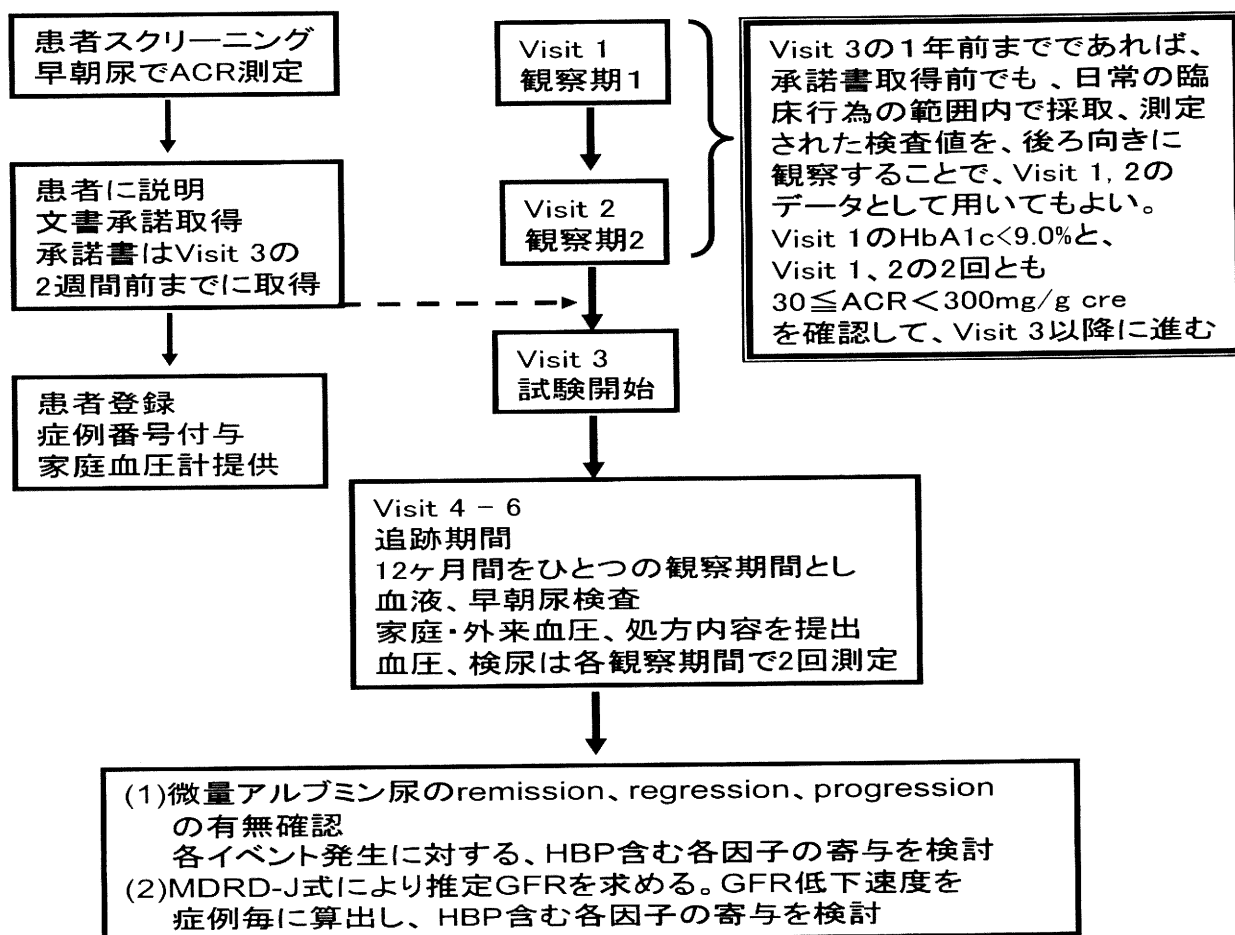 患者スクリーニング
早朝尿でACR測定
患者に説明
文書承諾取得
承諾書はVisit 3の
2週間前までに取得
患者登録
症例番号付与
家庭血圧計提供
Visit 1
観察期1
Visit 2
観察期2
Visit 3
試験開始
Visit 3の1年前まででであれば、
承諾書取得前でも、日常の臨
床行為の範囲内で採取、測定
された検査値を、後ろ向きに
観察することで、Visit 1, 2の
データとして用いてもよい。
Visit 1のHbA1c<9.0%と、
Visit 1、2の2回とも
30≦ACR<300mg/g cre
を確認して、Visit 3以降に進む
Visit 4 - 6
追跡期間
12ヶ月間をひとつの観察期間とし
血液、早朝尿検査
家庭・外来血圧、処方内容を提出
血圧、検尿は各観察期間で2回測定
(1)微量アルブミン尿のremission、regression、progression
の有無確認
各イベント発生に対する、HBP含む各因子の寄与を検討
(2)MDRD-J式により推定GFRを求める。GFR低下速度を
症例毎に算出し、HBP含む各因子の寄与を検討